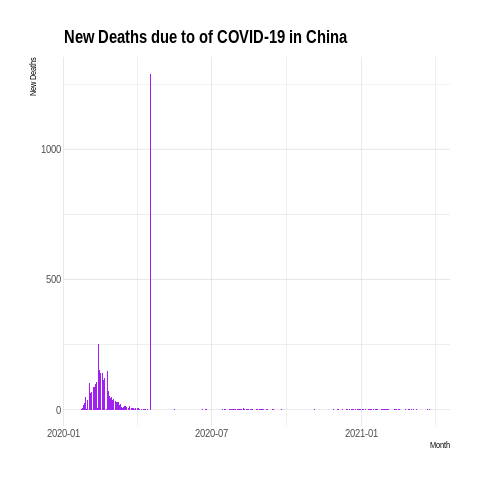 New Deaths due to of COVID-19 in China
New Deaths
1000
500
0
2020-01 2020-07 2021-01
Month